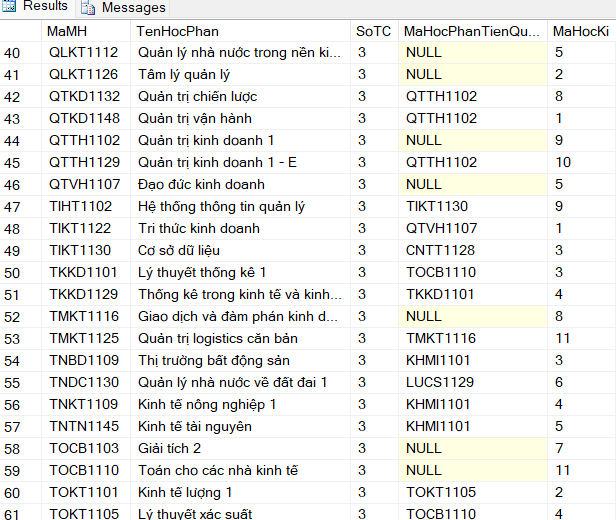 Results Messages
MaMH TenHocPhan SoTC MaHocPhanTienQu... MaHocKi
40 QLKT1112 Quản lý nhà nước trong nền ki... 3 NULL 5
41 QLKT1126 Tâm lý quản lý 3 NULL 2
42 QTKD1132 Quản trị chiến lược 3 QTTH1102 8
43 QTKD1148 Quản trị vận hành 3 QTTH1102 1
44 QTTH1102 Quản trị kinh doanh 1 3 NULL 9
45 QTTH1129 Quản trị kinh doanh 1 - E 3 QTTH1102 10
46 QTVH1107 Đạo đức kinh doanh 3 NULL 5
47 TIHT1102 Hệ thống thông tin quản lý 3 TIKT1130 9
48 TIKT1122 Tri thức kinh doanh 3 QTVH1107 1
49 TIKT1130 Cơ sở dữ liệu 3 CNTT1128 3
50 TKKD1101 Lý thuyết thống kê 1 3 TOCB1110 3
51 TKKD1129 Thống kê trong kinh tế và kinh... 3 TKKD1101 4
52 TMKT1116 Giao dịch và đàm phán kinh d... 3 NULL 8
53 TMKT1125 Quản trị logistics căn bản 3 TMKT1116 11
54 TNBD1109 Thị trường bất động sản 3 KHMI1101 3
55 TNDC1130 Quản lý nhà nước về đất đai 1 3 LUCS1129 6
56 TNKT1109 Kinh tế nông nghiệp 1 3 KHMI1101 4
57 TNTN1145 Kinh tế tài nguyên 3 KHMI1101 5
58 TOCB1103 Giải tích 2 3 NULL 7
59 TOCB1110 Toán cho các nhà kinh tế 3 NULL 11
60 TOKT1101 Kinh tế lượng 1 3 TOKT1105 2
61 TOKT1105 Lý thuyết xác suất 3 TOCB1110 4